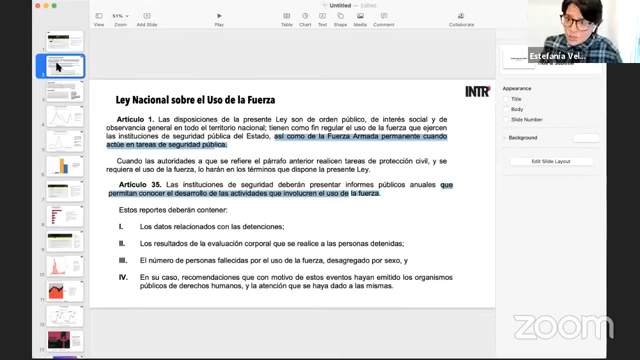 Untitled — Edited
51%
View
Zoom
Add Slide
Play
Table
Chart
Text
Shape
Media
Comment
Collaborate
Estefanía Vel...
Appearance
Title
Body
Slide Number
Background
Edit Slide Layout
INTR
Ley Nacional sobre el Uso de la Fuerza
Artículo 1. Las disposiciones de la presente Ley son de orden público, de interés social y de
observancia general en todo el territorio nacional; tienen como fin regular el uso de la fuerza que ejercen
las instituciones de seguridad pública del Estado, así como de la Fuerza Armada permanente cuando
actúe en tareas de seguridad pública.
Cuando las autoridades a que se refiere el párrafo anterior realicen tareas de protección civil, y se
requiera el uso de la fuerza, lo harán en los términos que dispone la presente Ley.
Artículo 35. Las instituciones de seguridad deberán presentar informes públicos anuales que
permitan conocer el desarrollo de las actividades que involucren el uso de la fuerza.
Estos reportes deberán contener:
I. Los datos relacionados con las detenciones;
II. Los resultados de la evaluación corporal que se realice a las personas detenidas;
III. El número de personas fallecidas por el uso de la fuerza, desagregado por sexo, y
IV. En su caso, recomendaciones que con motivo de estos eventos hayan emitido los organismos
públicos de derechos humanos, y la atención que se haya dado a las mismas.
zoom